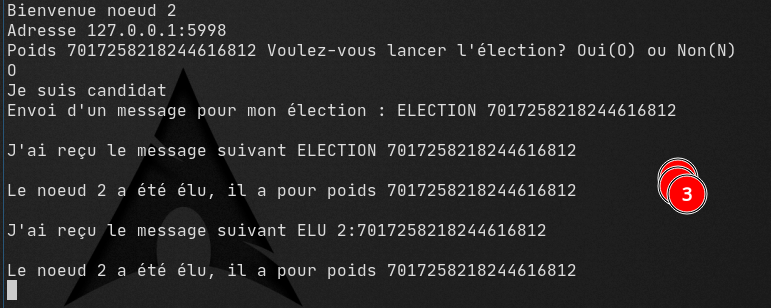 Bienvenue noeud 2
Adresse 127.0.0.1:5998
Poids 7017258218244616812 Voulez-vous lancer l'élection? Oui(O) ou Non(N)
O
Je suis candidat
Envoi d'un message pour mon élection : ELECTION 7017258218244616812
J'ai reçu le message suivant ELECTION 7017258218244616812
Le noeud 2 a été élu, il a pour poids 7017258218244616812
3
J'ai reçu le message suivant ELU 2:7017258218244616812
Le noeud 2 a été élu, il a pour poids 7017258218244616812